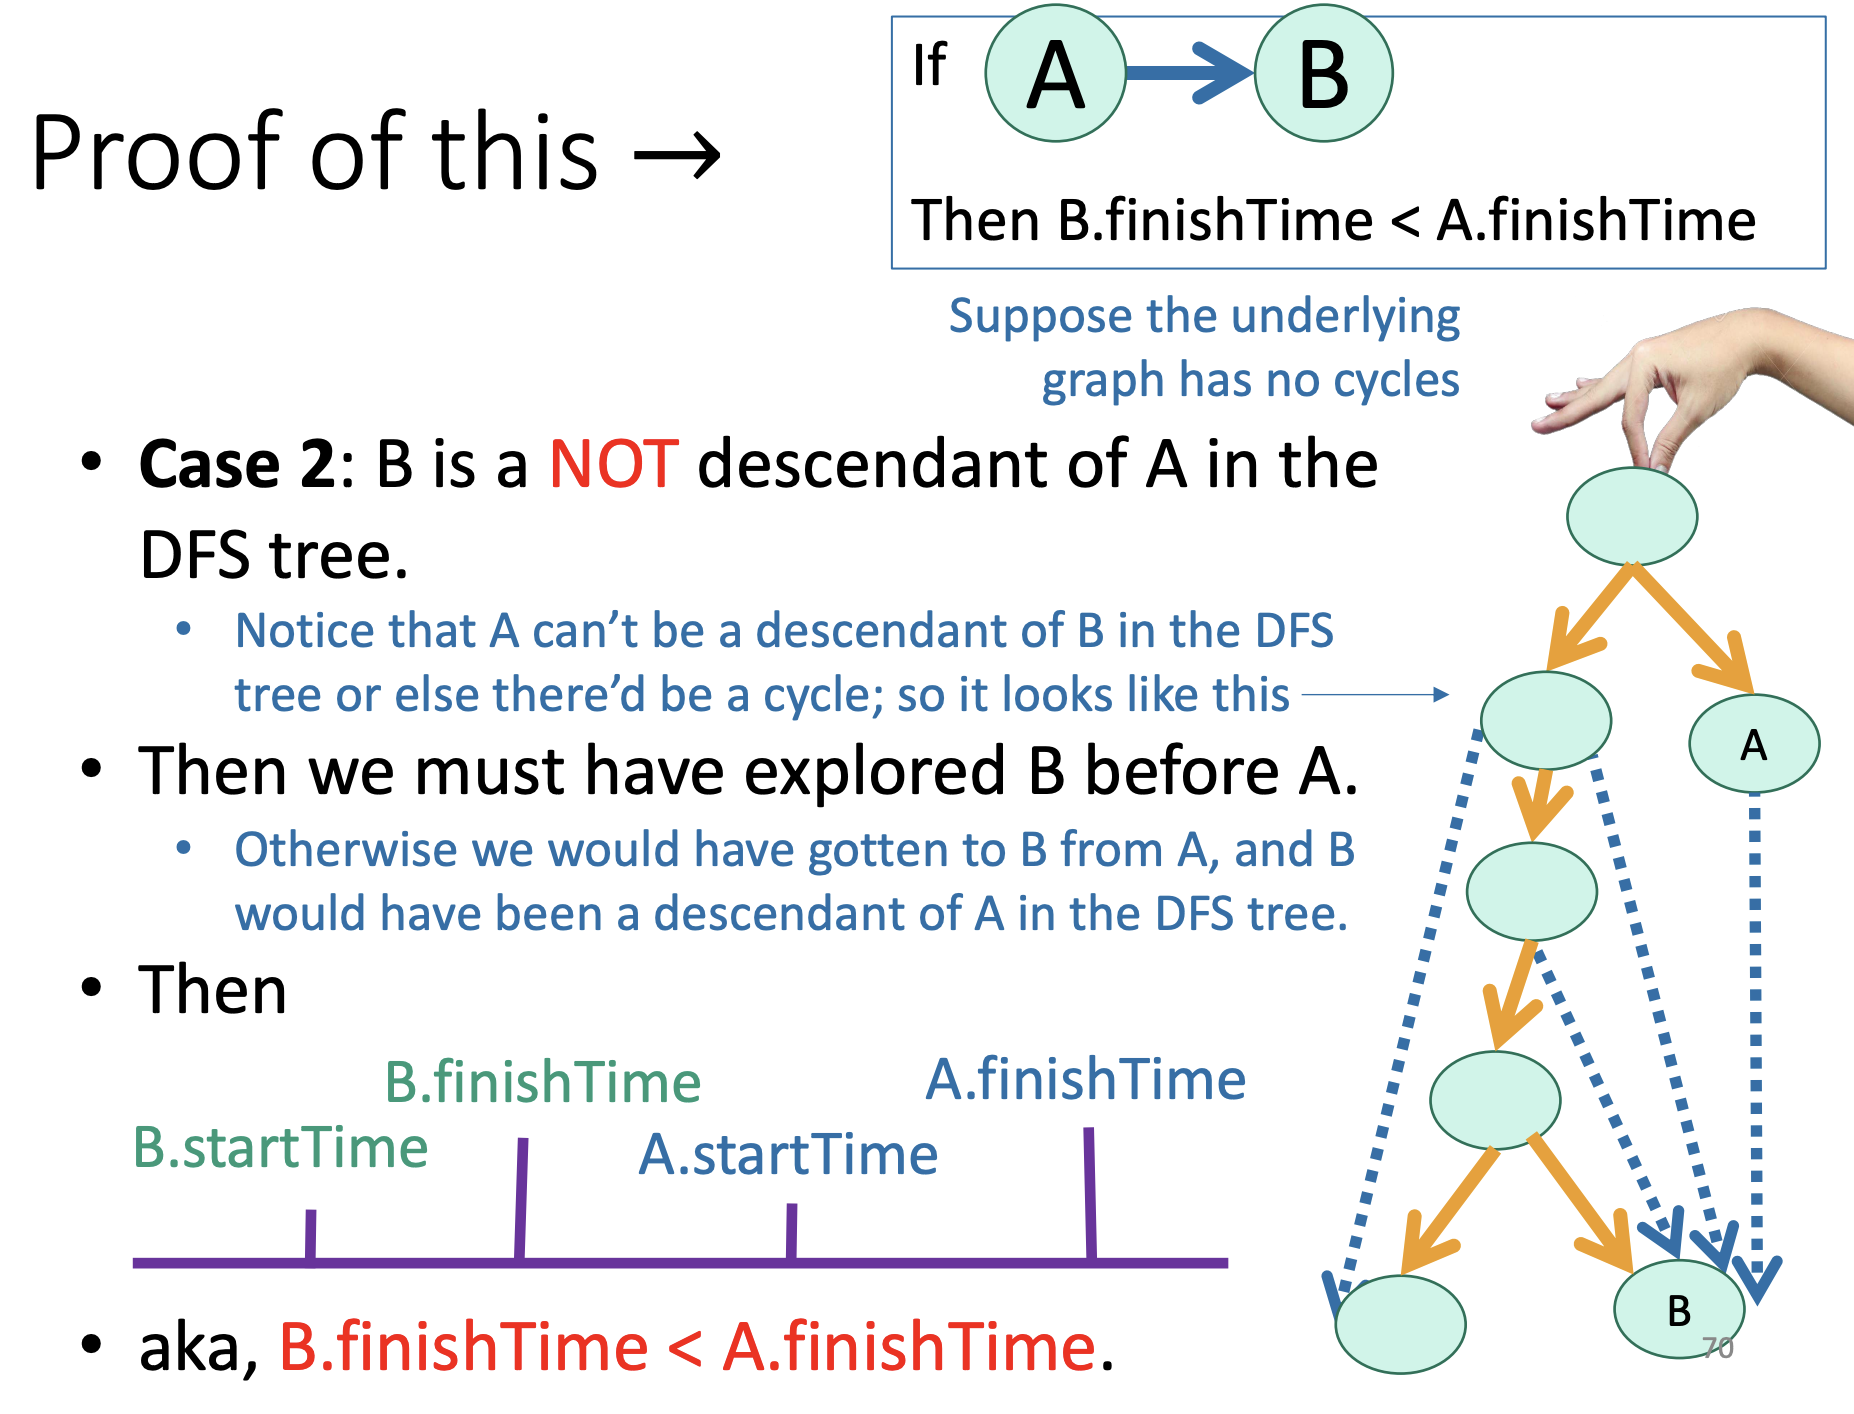 Proof of this →
If A B
Then B.finishTime < A.finishTime
Suppose the underlying
graph has no cycles
• Case 2: B is a NOT descendant of A in the
DFS tree.
• Notice that A can't be a descendant of B in the DFS
tree or else there'd be a cycle; so it looks like this
• Then we must have explored B before A.
• Otherwise we would have gotten to B from A, and B
would have been a descendant of A in the DFS tree.
• Then
B.finishTime
A.finishTime
B.startTime
A.startTime
• aka, B.finishTime < A.finishTime.
A
B
70